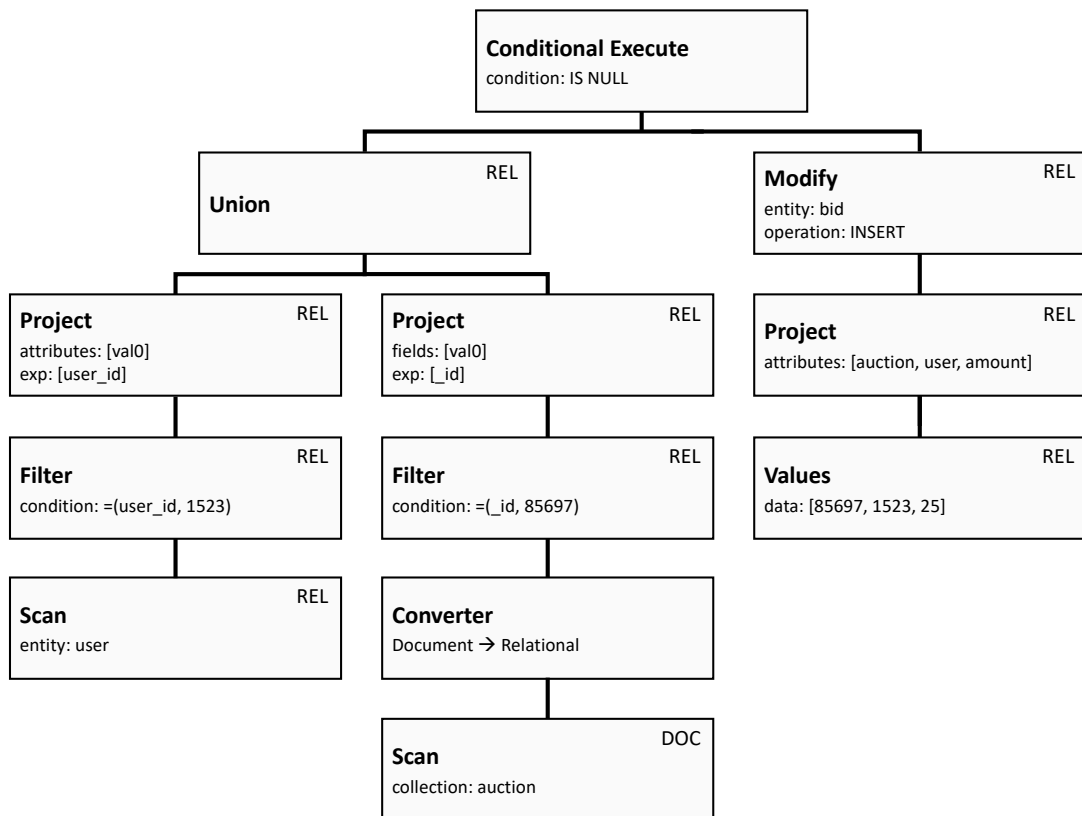 Conditional Execute
condition: IS NULL
REL
Union
REL
Modify
entity: bid
operation: INSERT
REL
Project
attributes: [val0]
exp: [user_id]
REL
Project
fields: [val0]
exp: [_id]
REL
Project
attributes: [auction, user, amount]
REL
Filter
condition: =(user_id, 1523)
REL
Filter
condition: =(_id, 85697)
REL
Values
data: [85697, 1523, 25]
REL
Scan
entity: user
Converter
Document → Relational
DOC
Scan
collection: auction